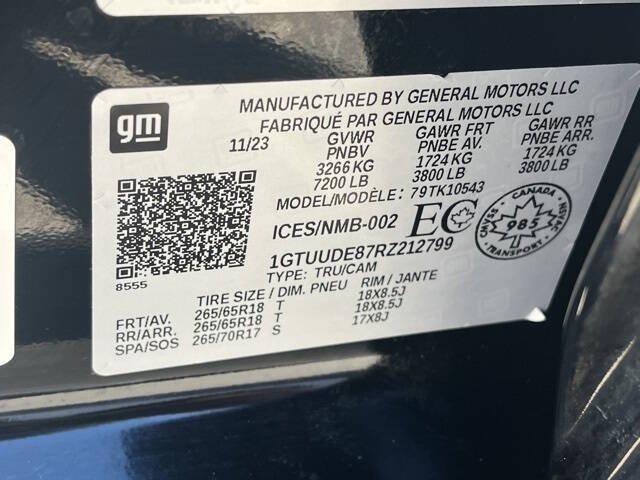 gm
MANUFACTURED BY GENERAL MOTORS LLC
FABRIQUÉ PAR GENERAL MOTORS LLC
11/23 GVWR GAWR FRT GAWR RR
PNBV PNBE AV. PNBE ARR.
3266 KG 1724 KG 1724 KG
7200 LB 3800 LB 3800 LB
MODEL/MODÈLE: 79TK10543
ICES/NMB-002 EC
CANADA
985
TRANSPORT
1GTUUDE87RZ212799
TYPE: TRU/CAM
8555
TIRE SIZE / DIM. PNEU RIM / JANTE
FRT/AV. 265/65R18 T 18X8.5J
RR/ARR. 265/65R18 T 18X8.5J
SPA/SOS 265/70R17 S 17X8J